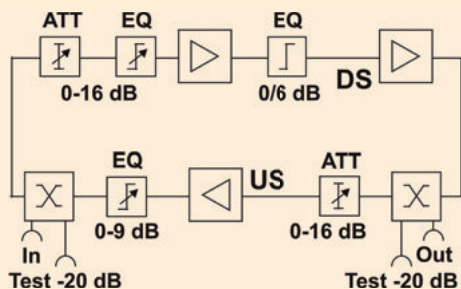 ATT EQ EQ
0-16 dB 0/6 dB DS
EQ US ATT
0-9 dB 0-16 dB
In Out
Test -20 dB Test -20 dB